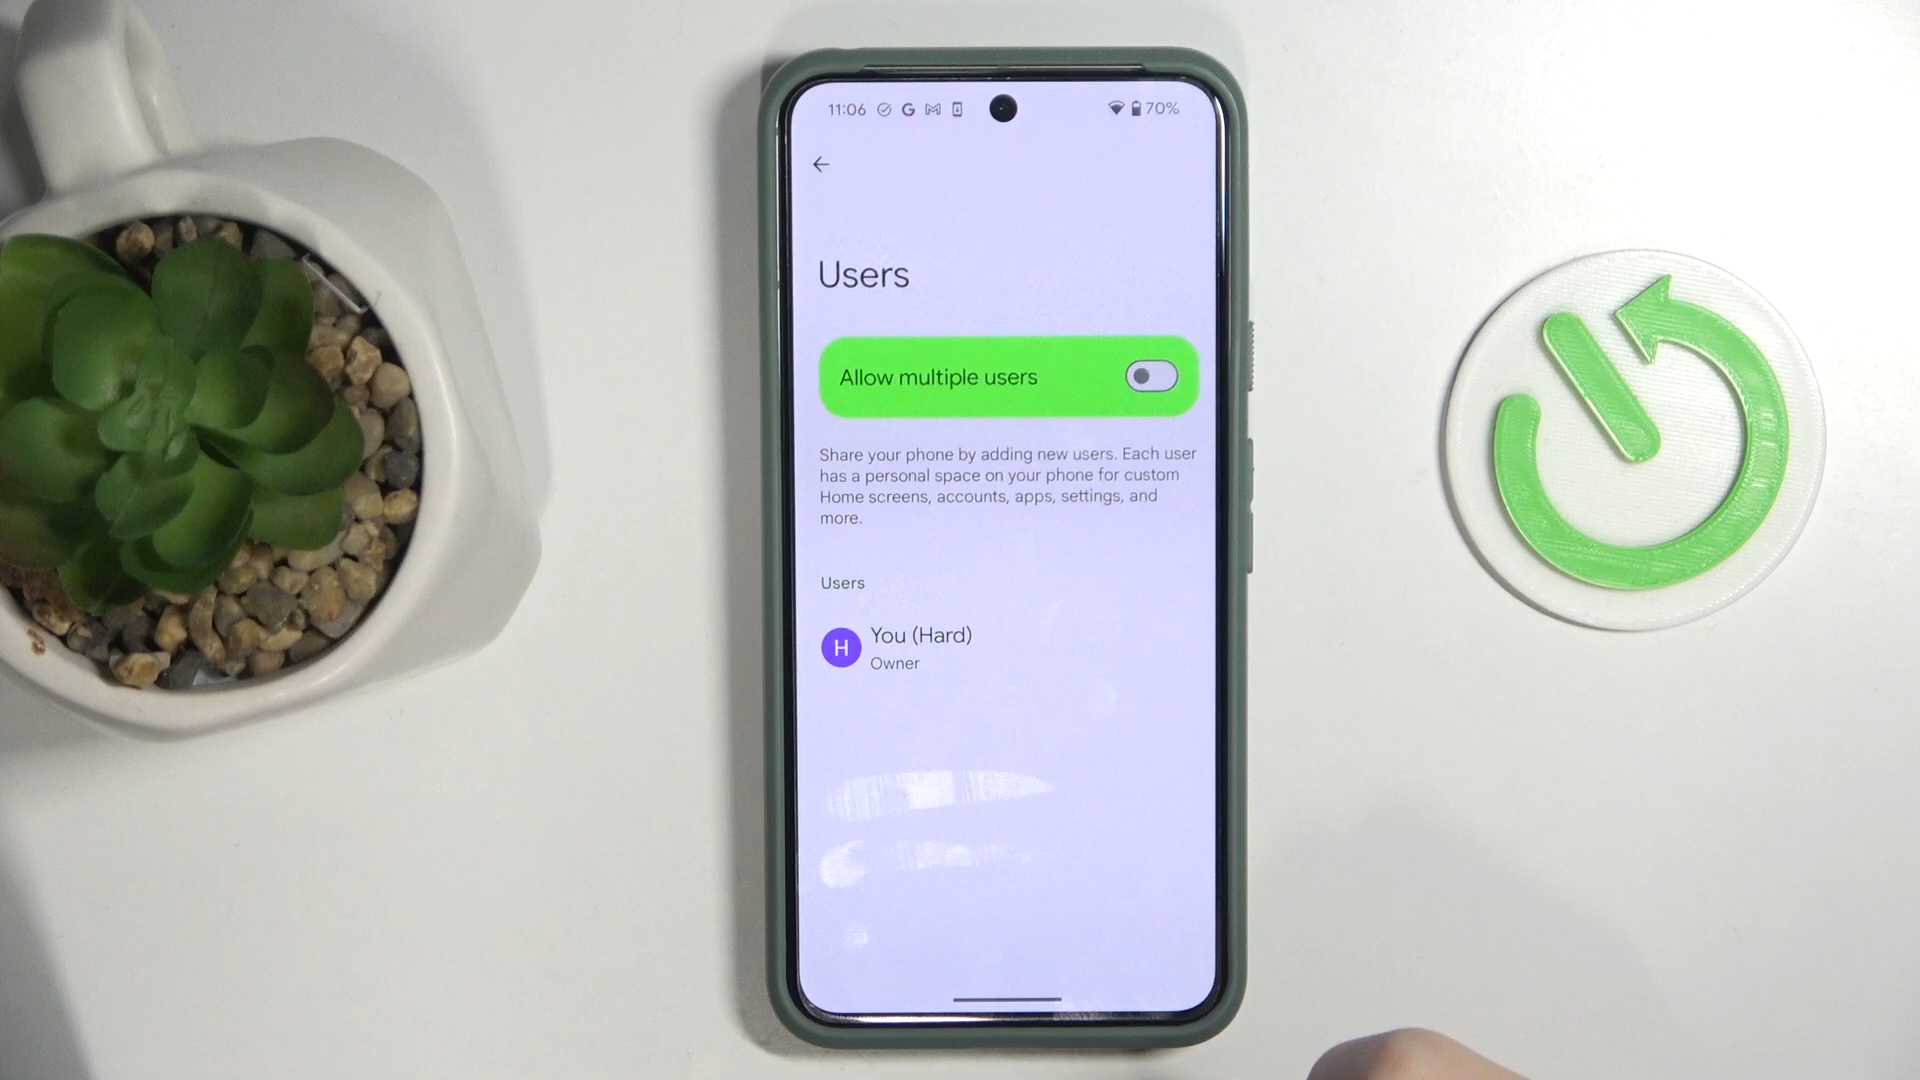 11:06 70%
Users
Allow multiple users
Share your phone by adding new users. Each user
has a personal space on your phone for custom
Home screens, accounts, apps, settings, and
more.
Users
H You (Hard)
Owner